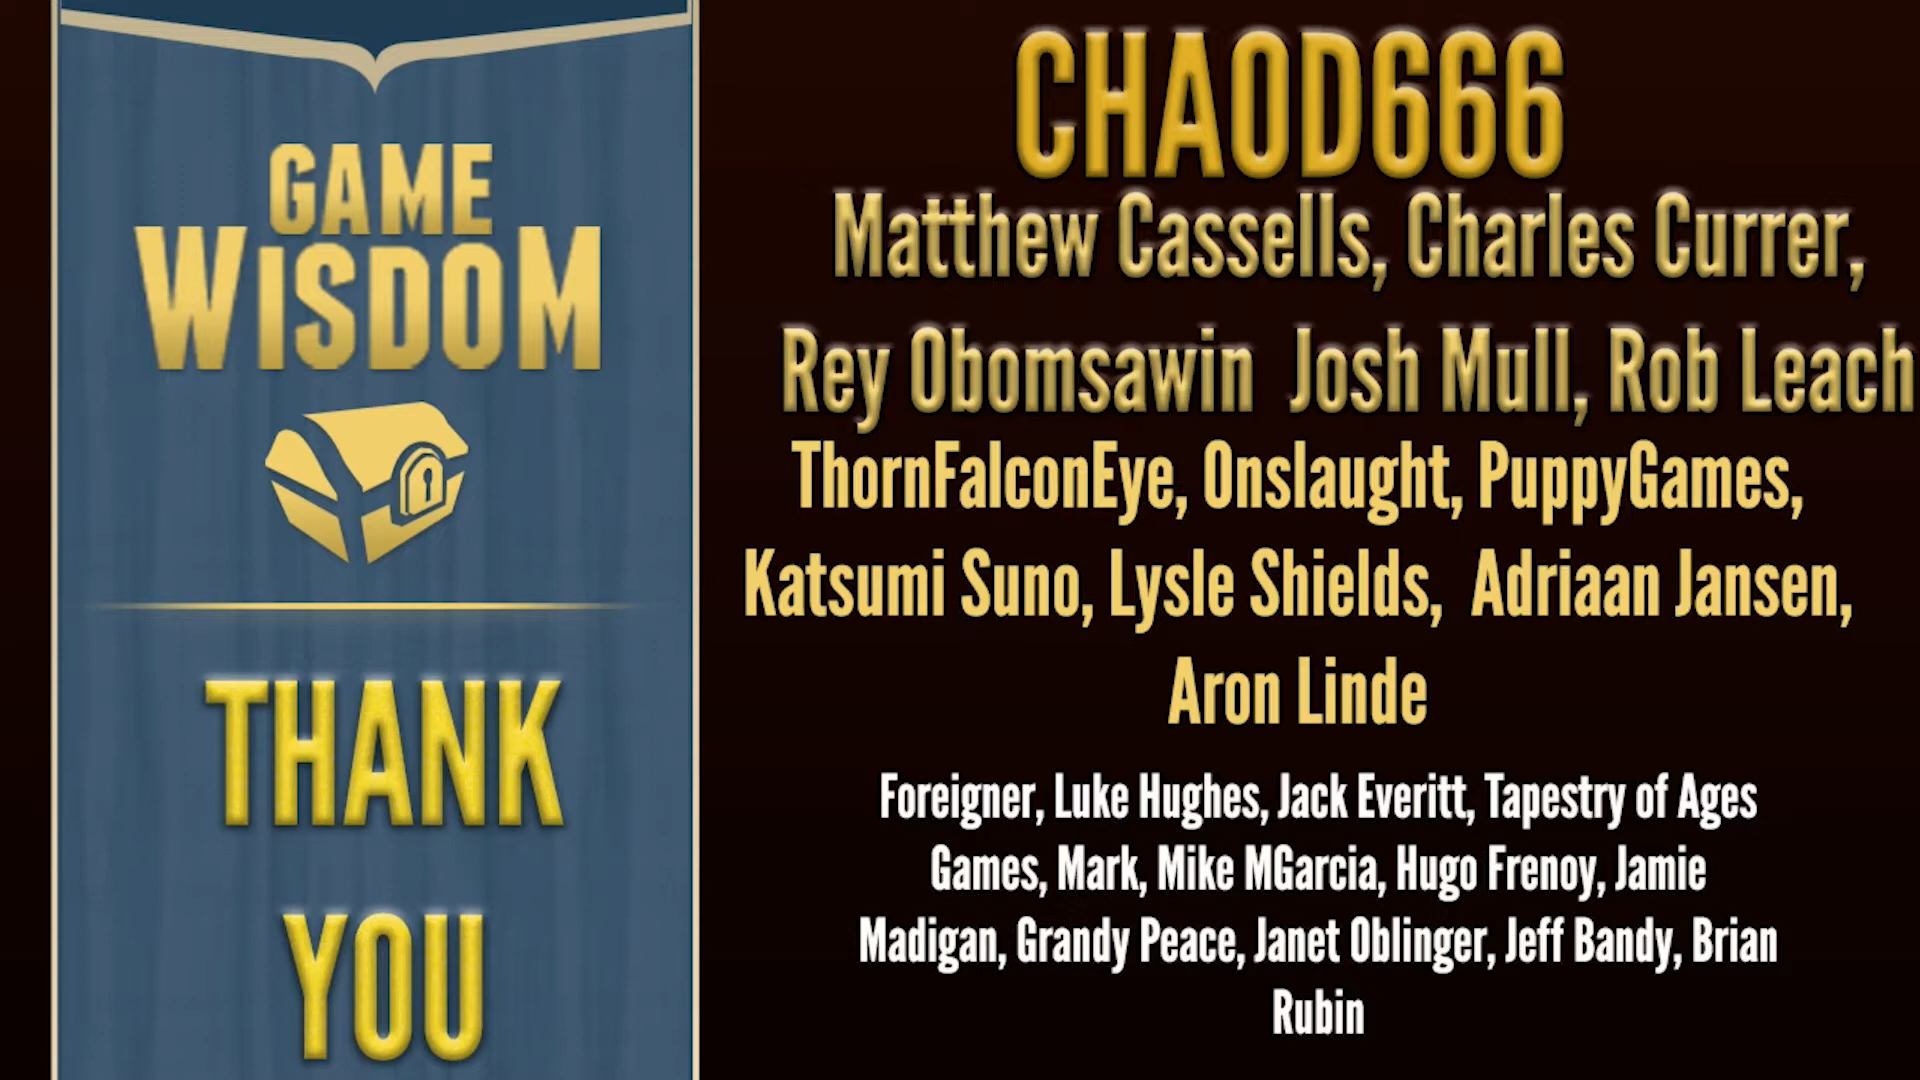 GAME
WISDOM
THANK
YOU
CHAOD666
Matthew Cassells, Charles Currer,
Rey Obomsawin Josh Mull, Rob Leach
ThornFalconEye, Onslaught, PuppyGames,
Katsumi Suno, Lysle Shields, Adriaan Jansen,
Aron Linde
Foreigner, Luke Hughes, Jack Everitt, Tapestry of Ages
Games, Mark, Mike MGarcia, Hugo Frenoy, Jamie
Madigan, Grandy Peace, Janet Oblinger, Jeff Bandy, Brian
Rubin